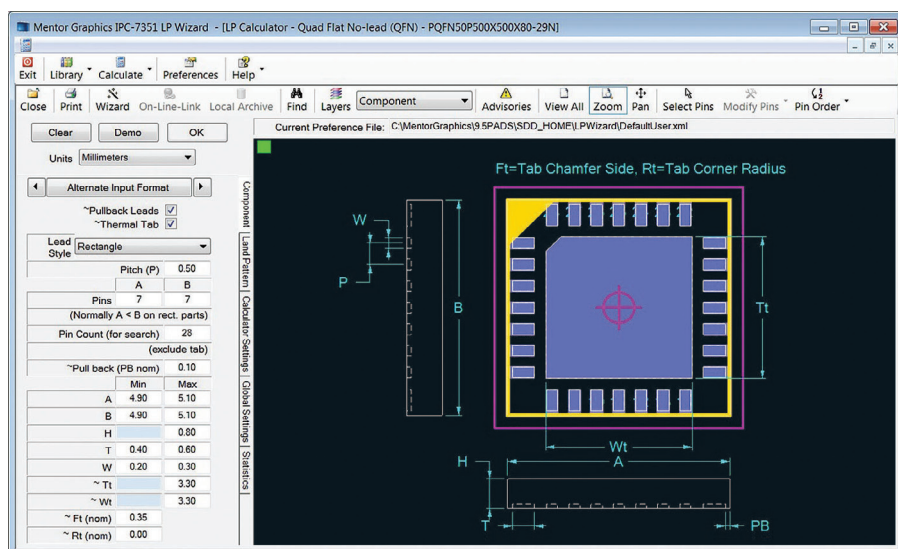 Mentor Graphics IPC-7351 LP Wizard - [LP Calculator - Quad Flat No-lead (QFN) - PQFN50P500X500X80-29N]
Exit Library Calculate Preferences Help
Close Print Wizard On-Line-Link Local Archive Find Layers Component Advisories View All Zoom Pan Select Pins Modify Pins Pin Order
Clear Demo OK
Current Preference File: C:\MentorGraphics\9.5PADS\SDD_HOME\LPWizard\DefaultUser.xml
Units Millimeters
Alternate Input Format
~Pullback Leads
~Thermal Tab
Lead Style Rectangle
Pitch (P) 0.50
A B
Pins 7 7
(Normally A < B on rect. parts)
Pin Count (for search) 28
(exclude tab)
~Pull back (PB nom) 0.10
Min Max
A 4.90 5.10
B 4.90 5.10
H 0.80
T 0.40 0.60
W 0.20 0.30
~ Tt 3.30
~ Wt 3.30
~ Ft (nom) 0.35
~ Rt (nom) 0.00
Component
Land Pattern
Calculator Settings
Global Settings
Statistics
Ft=Tab Chamfer Side, Rt=Tab Corner Radius
W
P
B
Tt
Wt
A
H
T
PB